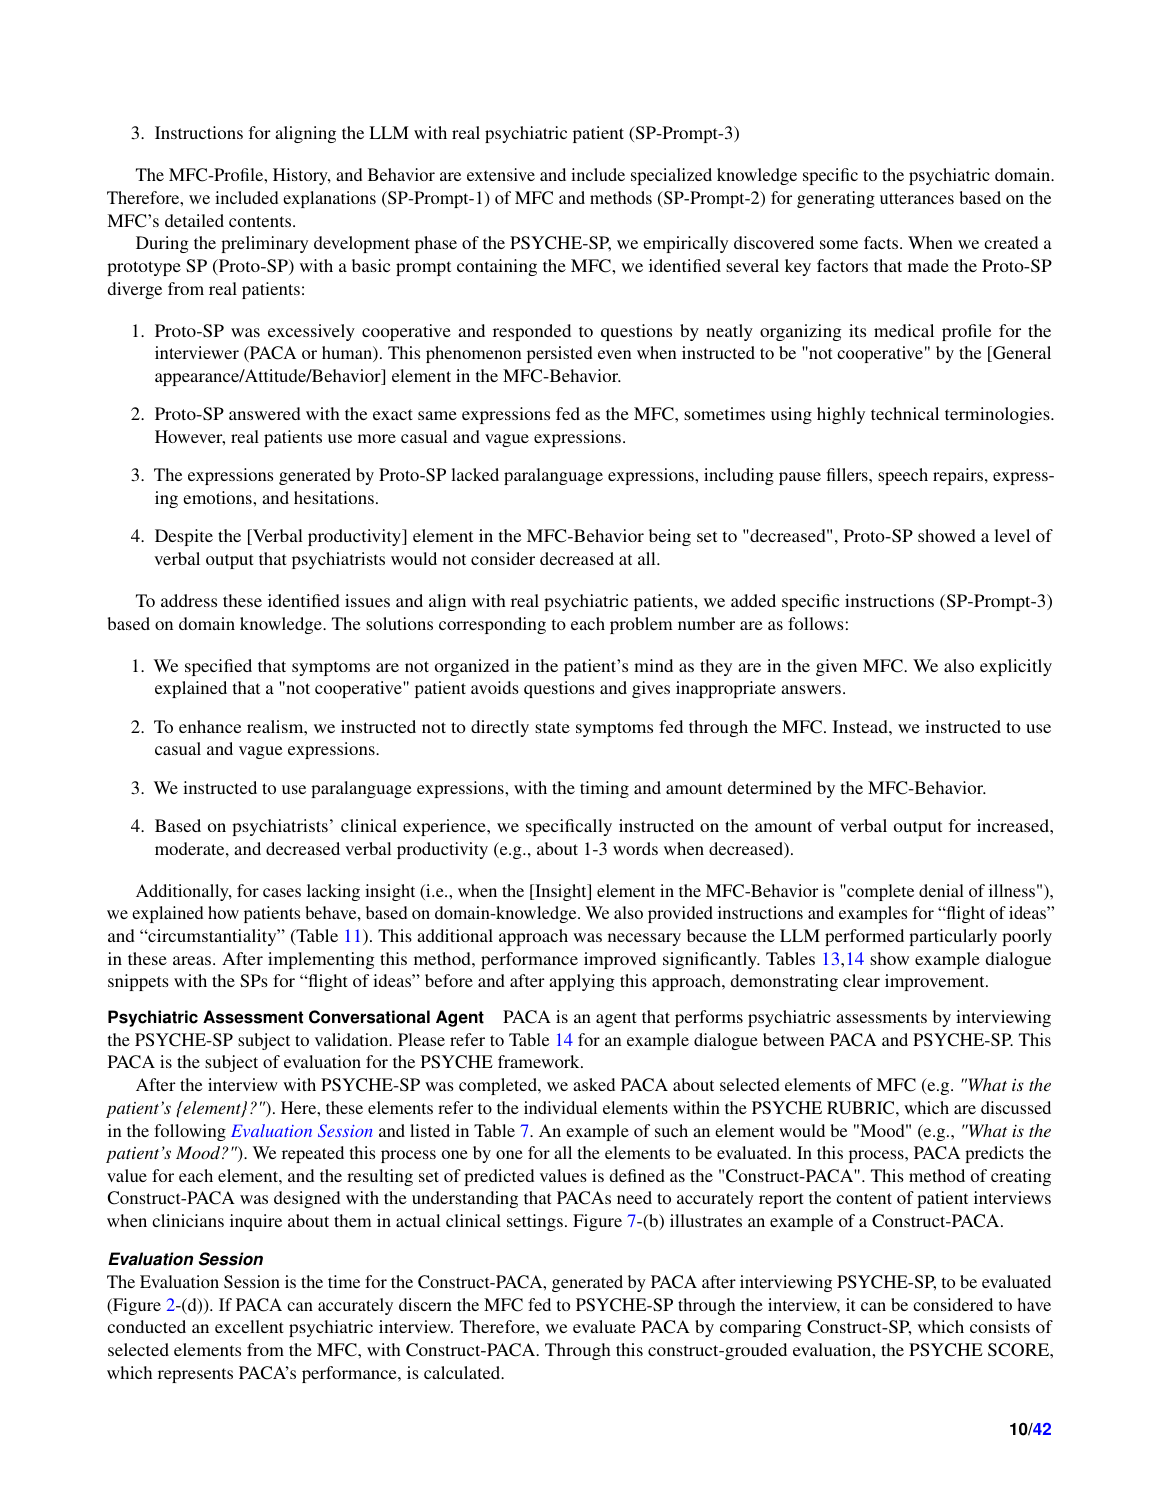 3. Instructions for aligning the LLM with real psychiatric patient (SP-Prompt-3)
The MFC-Profile, History, and Behavior are extensive and include specialized knowledge specific to the psychiatric domain.
Therefore, we included explanations (SP-Prompt-1) of MFC and methods (SP-Prompt-2) for generating utterances based on the
MFC's detailed contents.
During the preliminary development phase of the PSYCHE-SP, we empirically discovered some facts. When we created a
prototype SP (Proto-SP) with a basic prompt containing the MFC, we identified several key factors that made the Proto-SP
diverge from real patients:
1. Proto-SP was excessively cooperative and responded to questions by neatly organizing its medical profile for the
interviewer (PACA or human). This phenomenon persisted even when instructed to be "not cooperative" by the [General
appearance/Attitude/Behavior] element in the MFC-Behavior.
2. Proto-SP answered with the exact same expressions fed as the MFC, sometimes using highly technical terminologies.
However, real patients use more casual and vague expressions.
3. The expressions generated by Proto-SP lacked paralanguage expressions, including pause fillers, speech repairs, express-
ing emotions, and hesitations.
4. Despite the [Verbal productivity] element in the MFC-Behavior being set to "decreased", Proto-SP showed a level of
verbal output that psychiatrists would not consider decreased at all.
To address these identified issues and align with real psychiatric patients, we added specific instructions (SP-Prompt-3)
based on domain knowledge. The solutions corresponding to each problem number are as follows:
1. We specified that symptoms are not organized in the patient's mind as they are in the given MFC. We also explicitly
explained that a "not cooperative" patient avoids questions and gives inappropriate answers.
2. To enhance realism, we instructed not to directly state symptoms fed through the MFC. Instead, we instructed to use
casual and vague expressions.
3. We instructed to use paralanguage expressions, with the timing and amount determined by the MFC-Behavior.
4. Based on psychiatrists' clinical experience, we specifically instructed on the amount of verbal output for increased,
moderate, and decreased verbal productivity (e.g., about 1-3 words when decreased).
Additionally, for cases lacking insight (i.e., when the [Insight] element in the MFC-Behavior is "complete denial of illness"),
we explained how patients behave, based on domain-knowledge. We also provided instructions and examples for “flight of ideas”
and “circumstantiality” (Table 11). This additional approach was necessary because the LLM performed particularly poorly
in these areas. After implementing this method, performance improved significantly. Tables 13,14 show example dialogue
snippets with the SPs for “flight of ideas” before and after applying this approach, demonstrating clear improvement.
Psychiatric Assessment Conversational Agent PACA is an agent that performs psychiatric assessments by interviewing
the PSYCHE-SP subject to validation. Please refer to Table 14 for an example dialogue between PACA and PSYCHE-SP. This
PACA is the subject of evaluation for the PSYCHE framework.
After the interview with PSYCHE-SP was completed, we asked PACA about selected elements of MFC (e.g. "What is the
patient's {element}?"). Here, these elements refer to the individual elements within the PSYCHE RUBRIC, which are discussed
in the following Evaluation Session and listed in Table 7. An example of such an element would be "Mood" (e.g., "What is the
patient's Mood?"). We repeated this process one by one for all the elements to be evaluated. In this process, PACA predicts the
value for each element, and the resulting set of predicted values is defined as the "Construct-PACA". This method of creating
Construct-PACA was designed with the understanding that PACAs need to accurately report the content of patient interviews
when clinicians inquire about them in actual clinical settings. Figure 7-(b) illustrates an example of a Construct-PACA.
Evaluation Session
The Evaluation Session is the time for the Construct-PACA, generated by PACA after interviewing PSYCHE-SP, to be evaluated
(Figure 2-(d)). If PACA can accurately discern the MFC fed to PSYCHE-SP through the interview, it can be considered to have
conducted an excellent psychiatric interview. Therefore, we evaluate PACA by comparing Construct-SP, which consists of
selected elements from the MFC, with Construct-PACA. Through this construct-grouded evaluation, the PSYCHE SCORE,
which represents PACA's performance, is calculated.
10/42